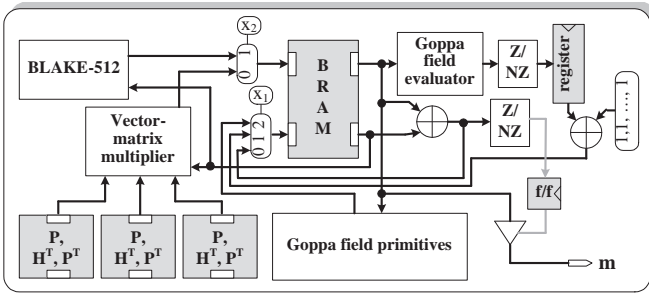 X₂
BLAKE-512
0 1
B R A M
Goppa field evaluator
Z/ NZ
register
1,1, ..., 1
X₁
0 1 2
Vector-matrix multiplier
Z/ NZ
f/f
P, Hᵀ, Pᵀ
P, Hᵀ, Pᵀ
P, Hᵀ, Pᵀ
Goppa field primitives
m